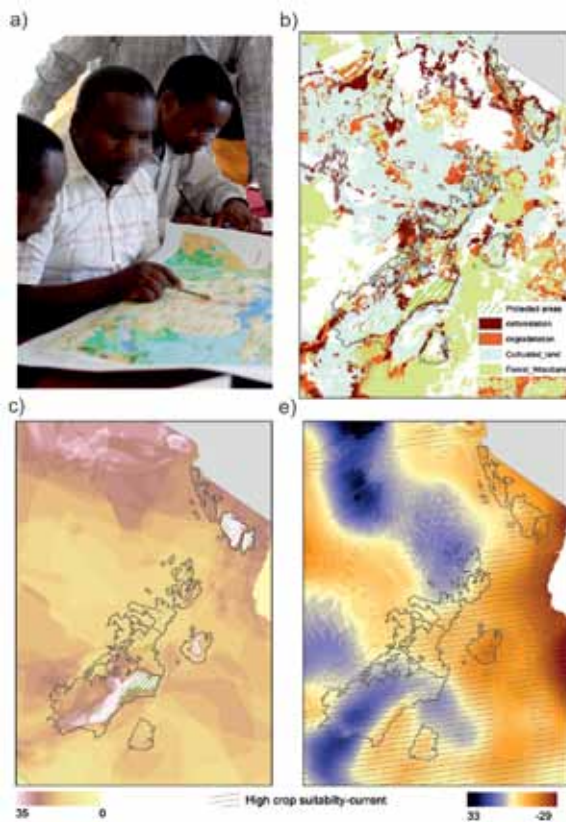 a)
b)
Protected areas
deforestation
degradation
Cultivated_land
c)
e)
35
0
High crop suitability-current
33
-29